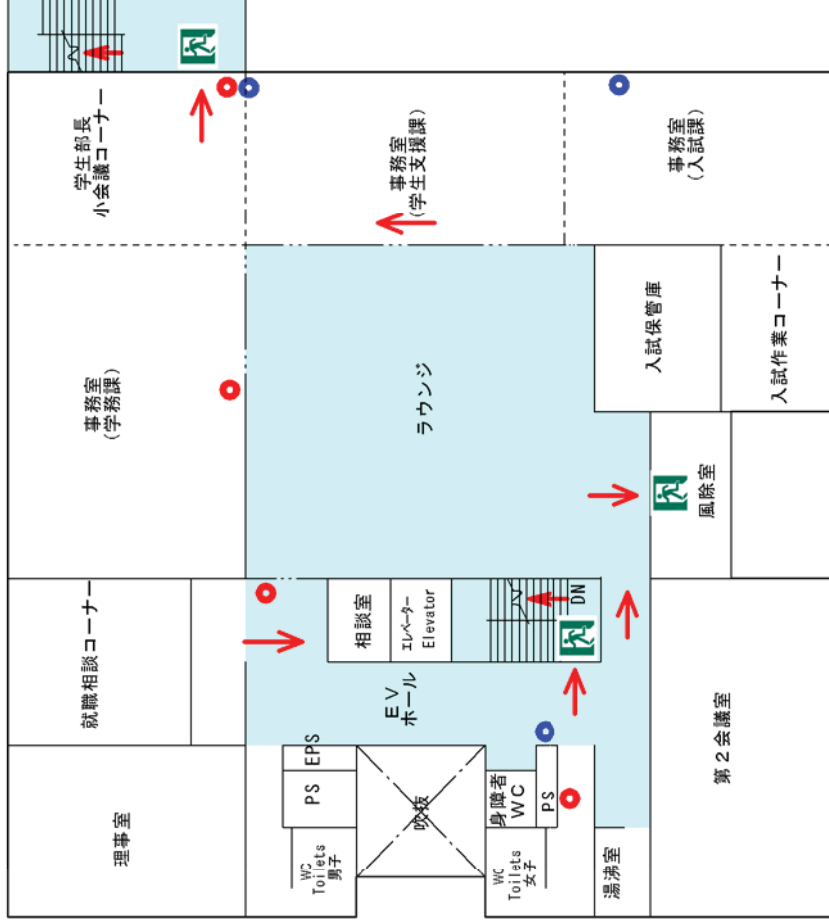 理事室
就職相談コーナー
事務室
(学務課)
学生部長
小会議コーナー
WC
Toilets
男子
PS
EPS
吹抜
EV
ホール
相談室
エレベーター
Elevator
ラウンジ
事務室
(学生支援課)
WC
Toilets
女子
身障者
WC
PS
DN
湯沸室
第2会議室
風除室
入試保管庫
入試作業コーナー
事務室
(入試課)